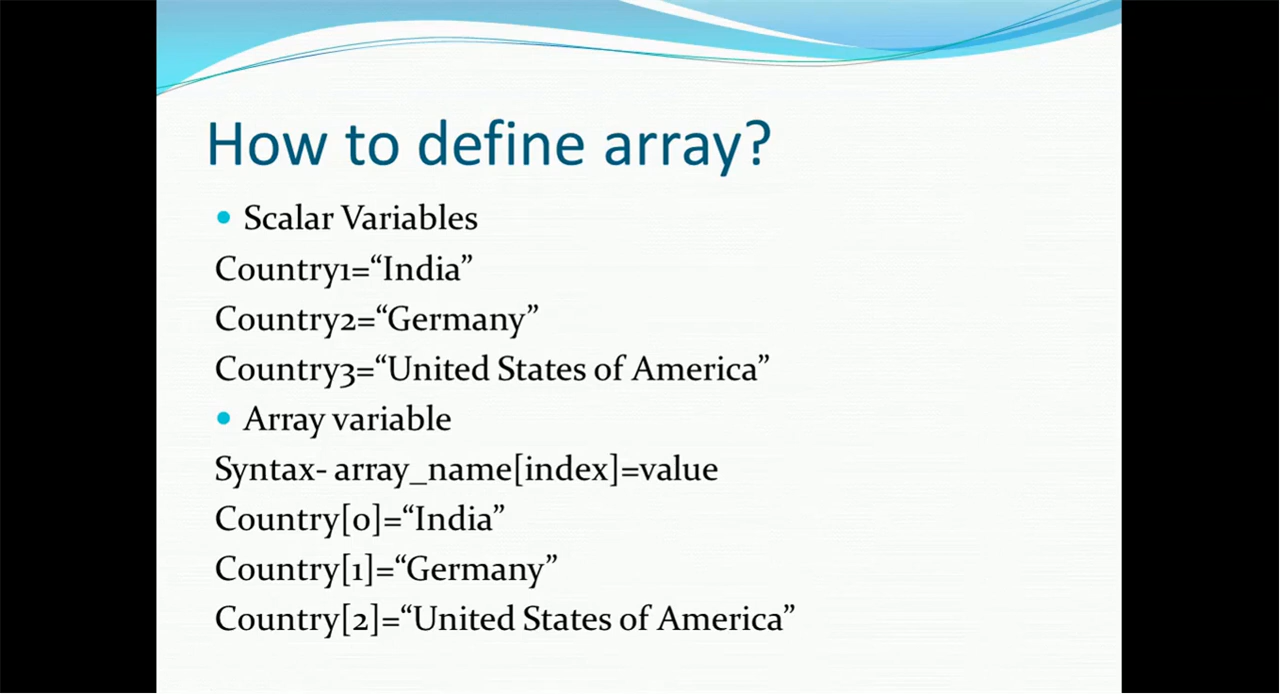 How to define array?
Scalar Variables
Country1=“India”
Country2=“Germany”
Country3=“United States of America”
Array variable
Syntax- array_name[index]=value
Country[0]=“India”
Country[1]=“Germany”
Country[2]=“United States of America”